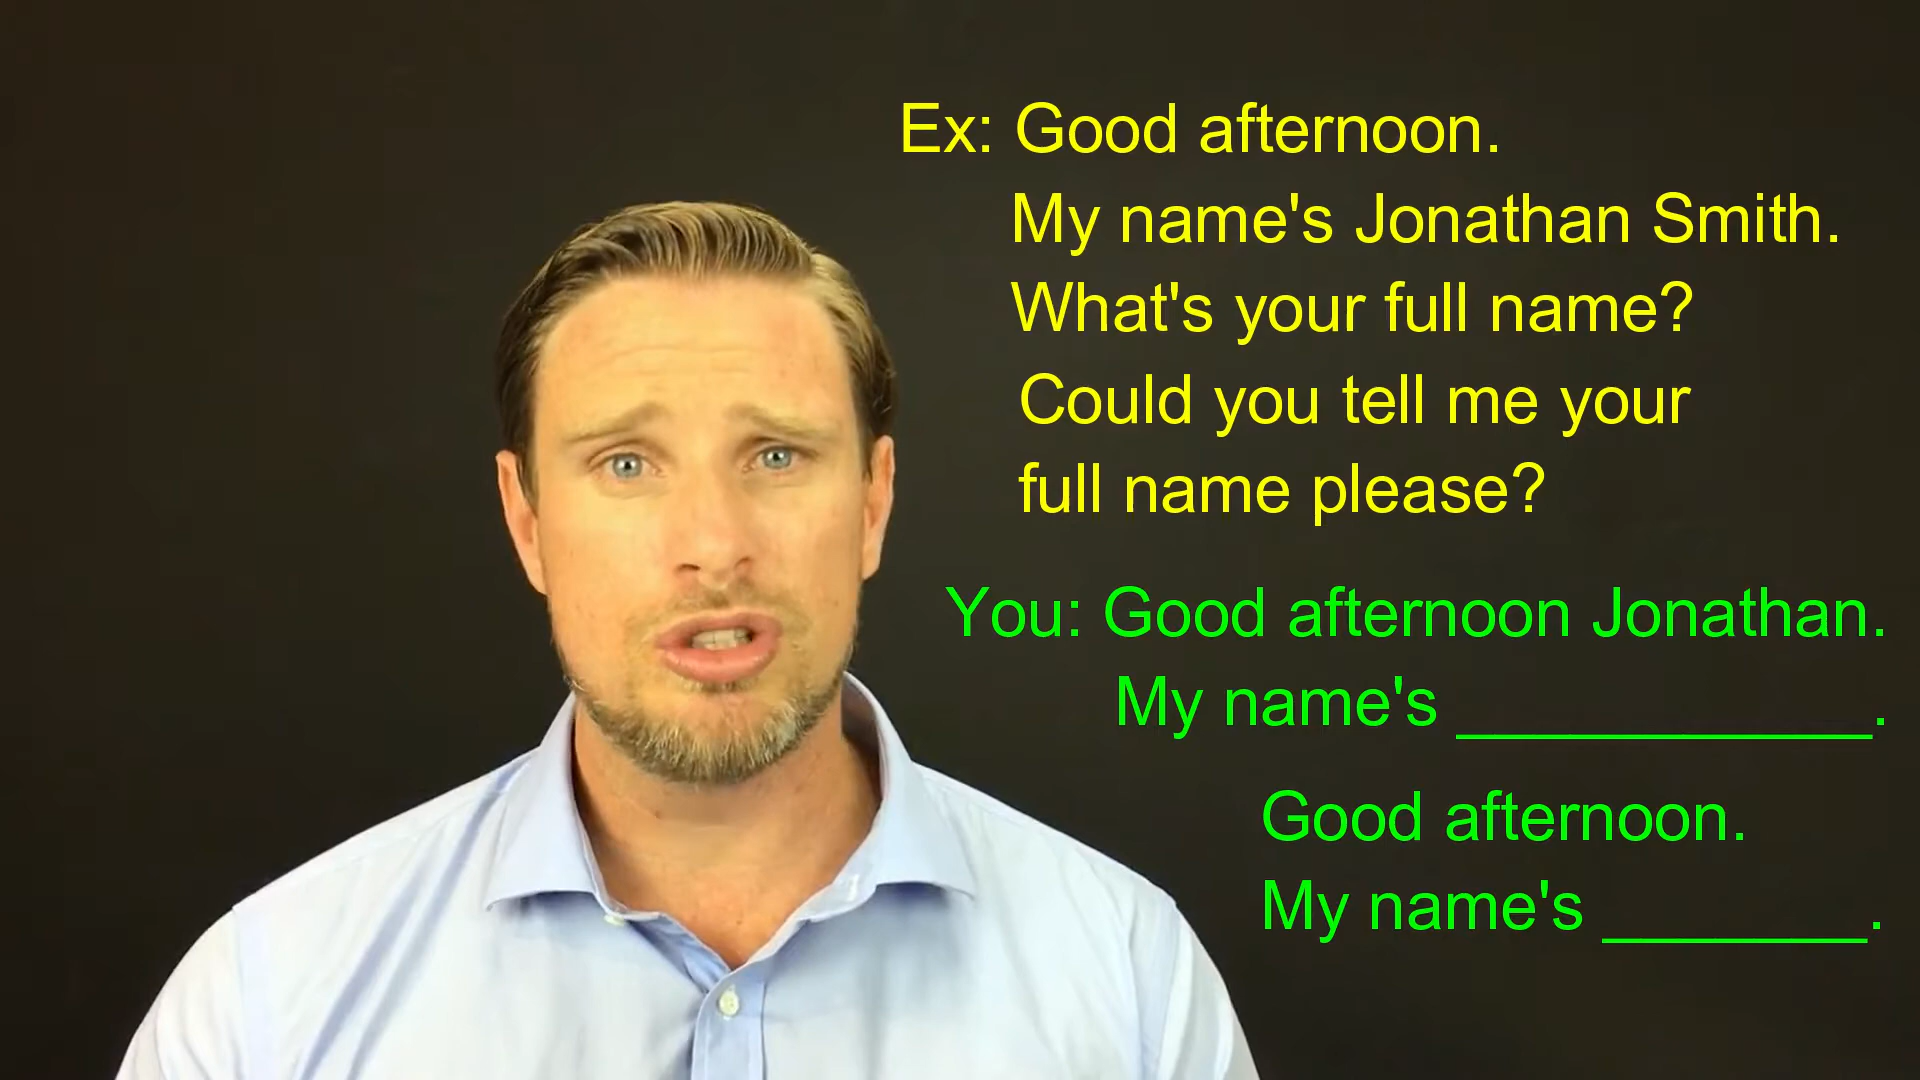 Ex: Good afternoon.
My name's Jonathan Smith.
What's your full name?
Could you tell me your
full name please?
You: Good afternoon Jonathan.
My name's ___________.
Good afternoon.
My name's _______.